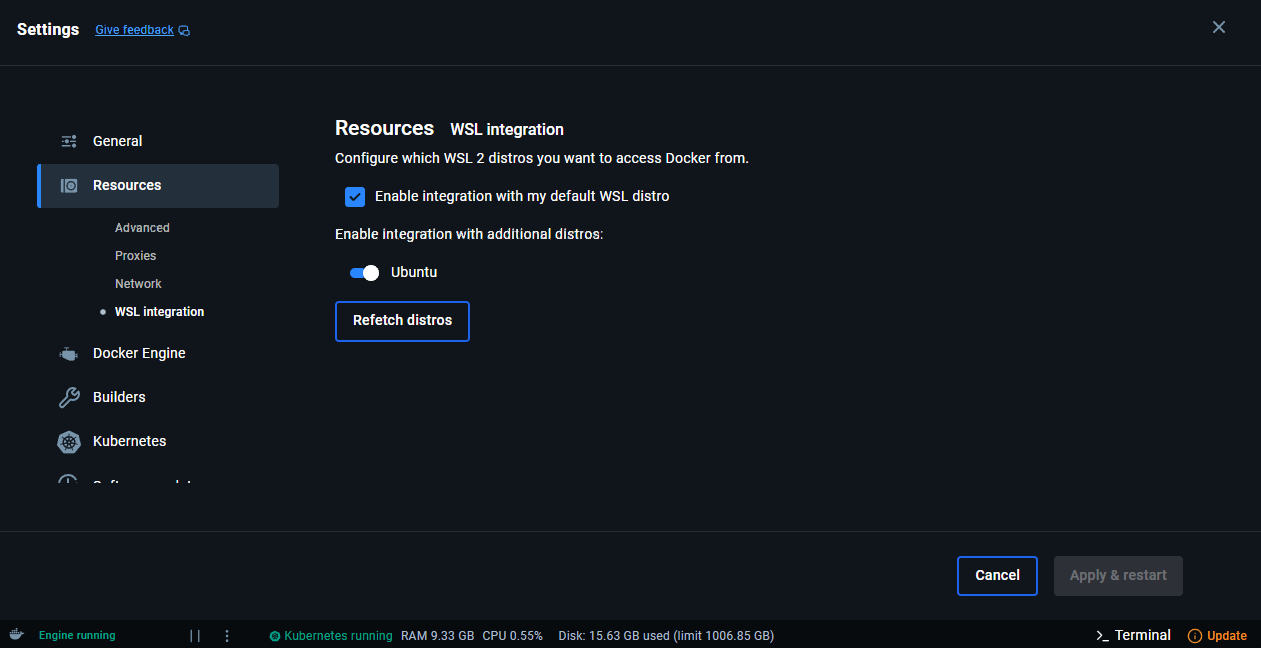 Settings Give feedback
General
Resources
Advanced
Proxies
Network
WSL integration
Docker Engine
Builders
Kubernetes
Resources WSL integration
Configure which WSL 2 distros you want to access Docker from.
Enable integration with my default WSL distro
Enable integration with additional distros:
Ubuntu
Refetch distros
Cancel Apply & restart
Engine running Kubernetes running RAM 9.33 GB CPU 0.55% Disk: 15.63 GB used (limit 1006.85 GB) Terminal Update